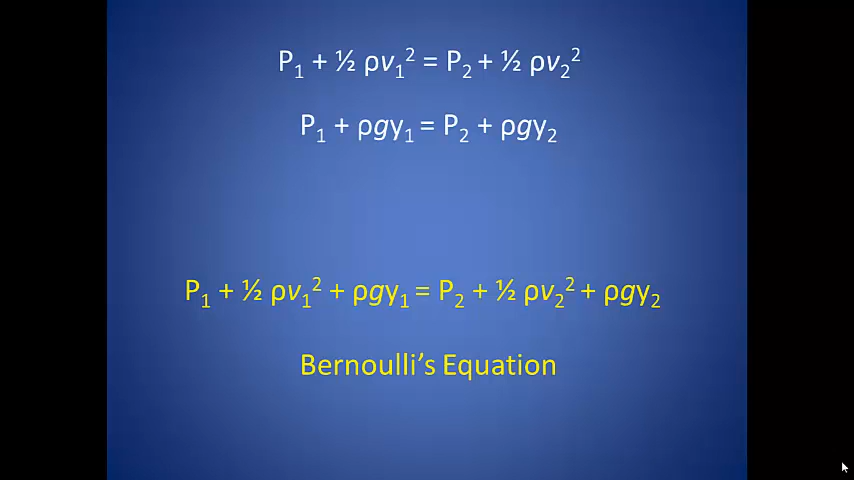 P₁ + ½ ρv₁² = P₂ + ½ ρv₂²
P₁ + ρgy₁ = P₂ + ρgy₂
P₁ + ½ ρv₁² + ρgy₁ = P₂ + ½ ρv₂² + ρgy₂
Bernoulli’s Equation